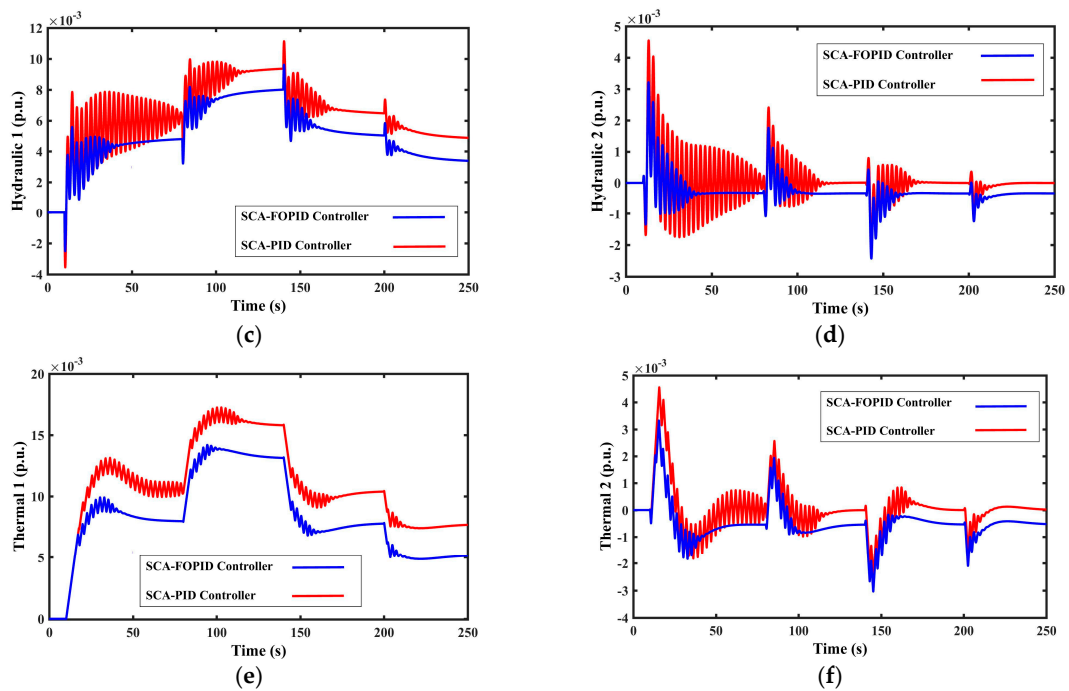 ×10⁻³
12
10
8
6
4
2
0
-2
-4
Hydraulic 1 (p.u.)
SCA-FOPID Controller
SCA-PID Controller
0 50 100 150 200 250
Time (s)
(c)
×10⁻³
5
4
3
2
1
0
-1
-2
-3
Hydraulic 2 (p.u.)
SCA-FOPID Controller
SCA-PID Controller
0 50 100 150 200 250
Time (s)
(d)
×10⁻³
20
15
10
5
0
Thermal 1 (p.u.)
SCA-FOPID Controller
SCA-PID Controller
0 50 100 150 200 250
Time (s)
(e)
×10⁻³
5
4
3
2
1
0
-1
-2
-3
-4
Thermal 2 (p.u.)
SCA-FOPID Controller
SCA-PID Controller
0 50 100 150 200 250
Time (s)
(f)